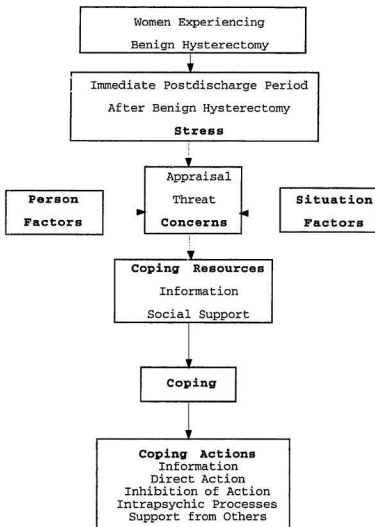 Women Experiencing
Benign Hysterectomy
Immediate Postdischarge Period
After Benign Hysterectomy
Stress
Appraisal
Threat
Concerns
Person
Factors
Situation
Factors
Coping Resources
Information
Social Support
Coping
Coping Actions
Information
Direct Action
Inhibition of Action
Intrapsychic Processes
Support from Others